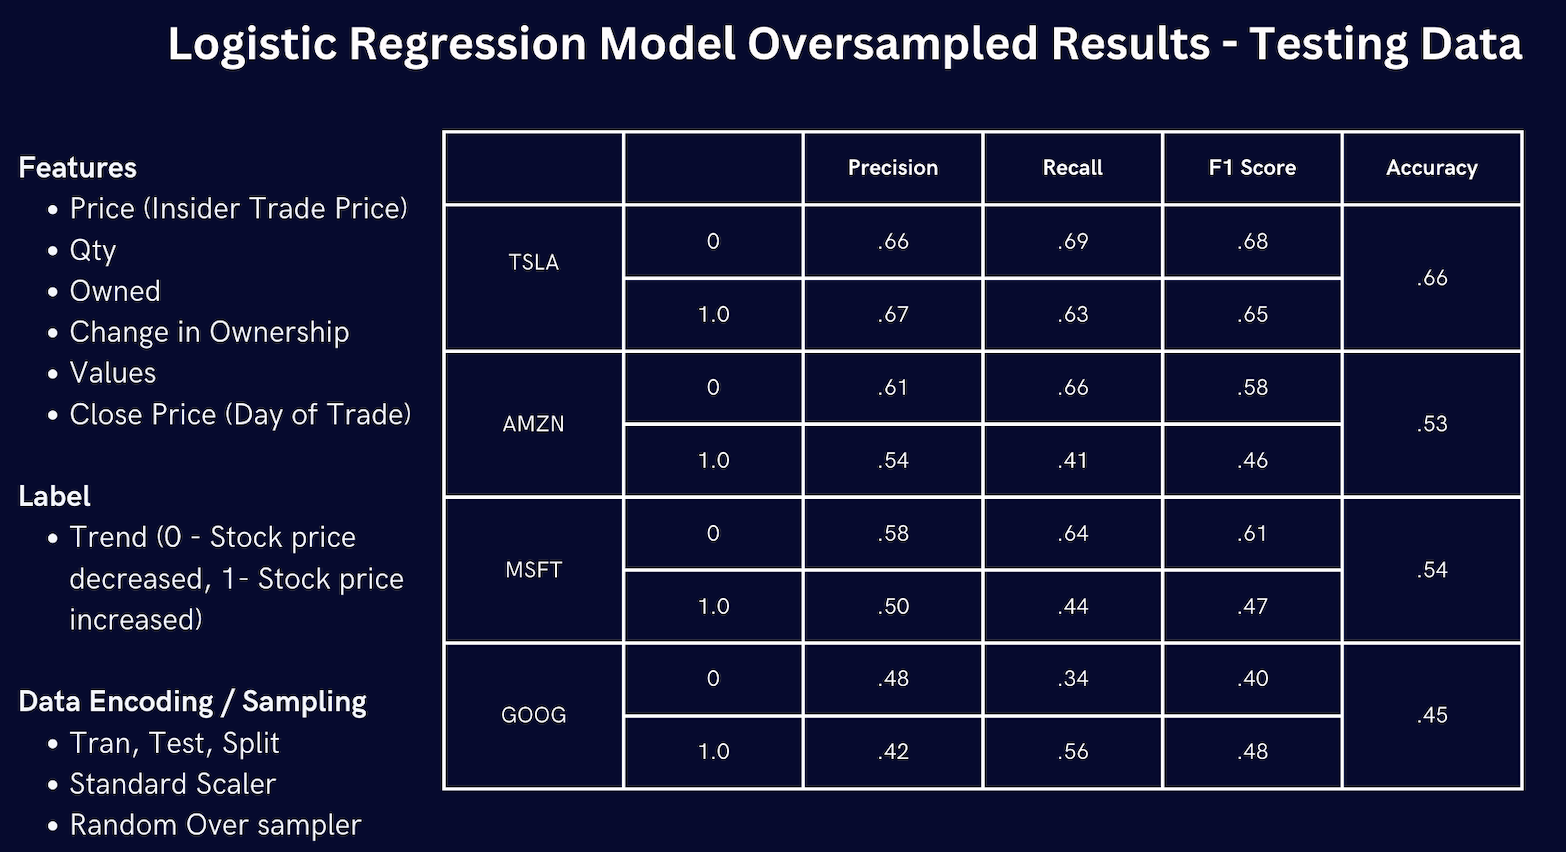 Logistic Regression Model Oversampled Results - Testing Data
Features
• Price (Insider Trade Price)
• Qty
• Owned
• Change in Ownership
• Values
• Close Price (Day of Trade)
Label
• Trend (0 - Stock price
decreased, 1- Stock price
increased)
Data Encoding / Sampling
• Tran, Test, Split
• Standard Scaler
• Random Over sampler
Precision Recall F1 Score Accuracy
TSLA 0 .66 .69 .68 .66
1.0 .67 .63 .65
AMZN 0 .61 .66 .58 .53
1.0 .54 .41 .46
MSFT 0 .58 .64 .61 .54
1.0 .50 .44 .47
GOOG 0 .48 .34 .40 .45
1.0 .42 .56 .48